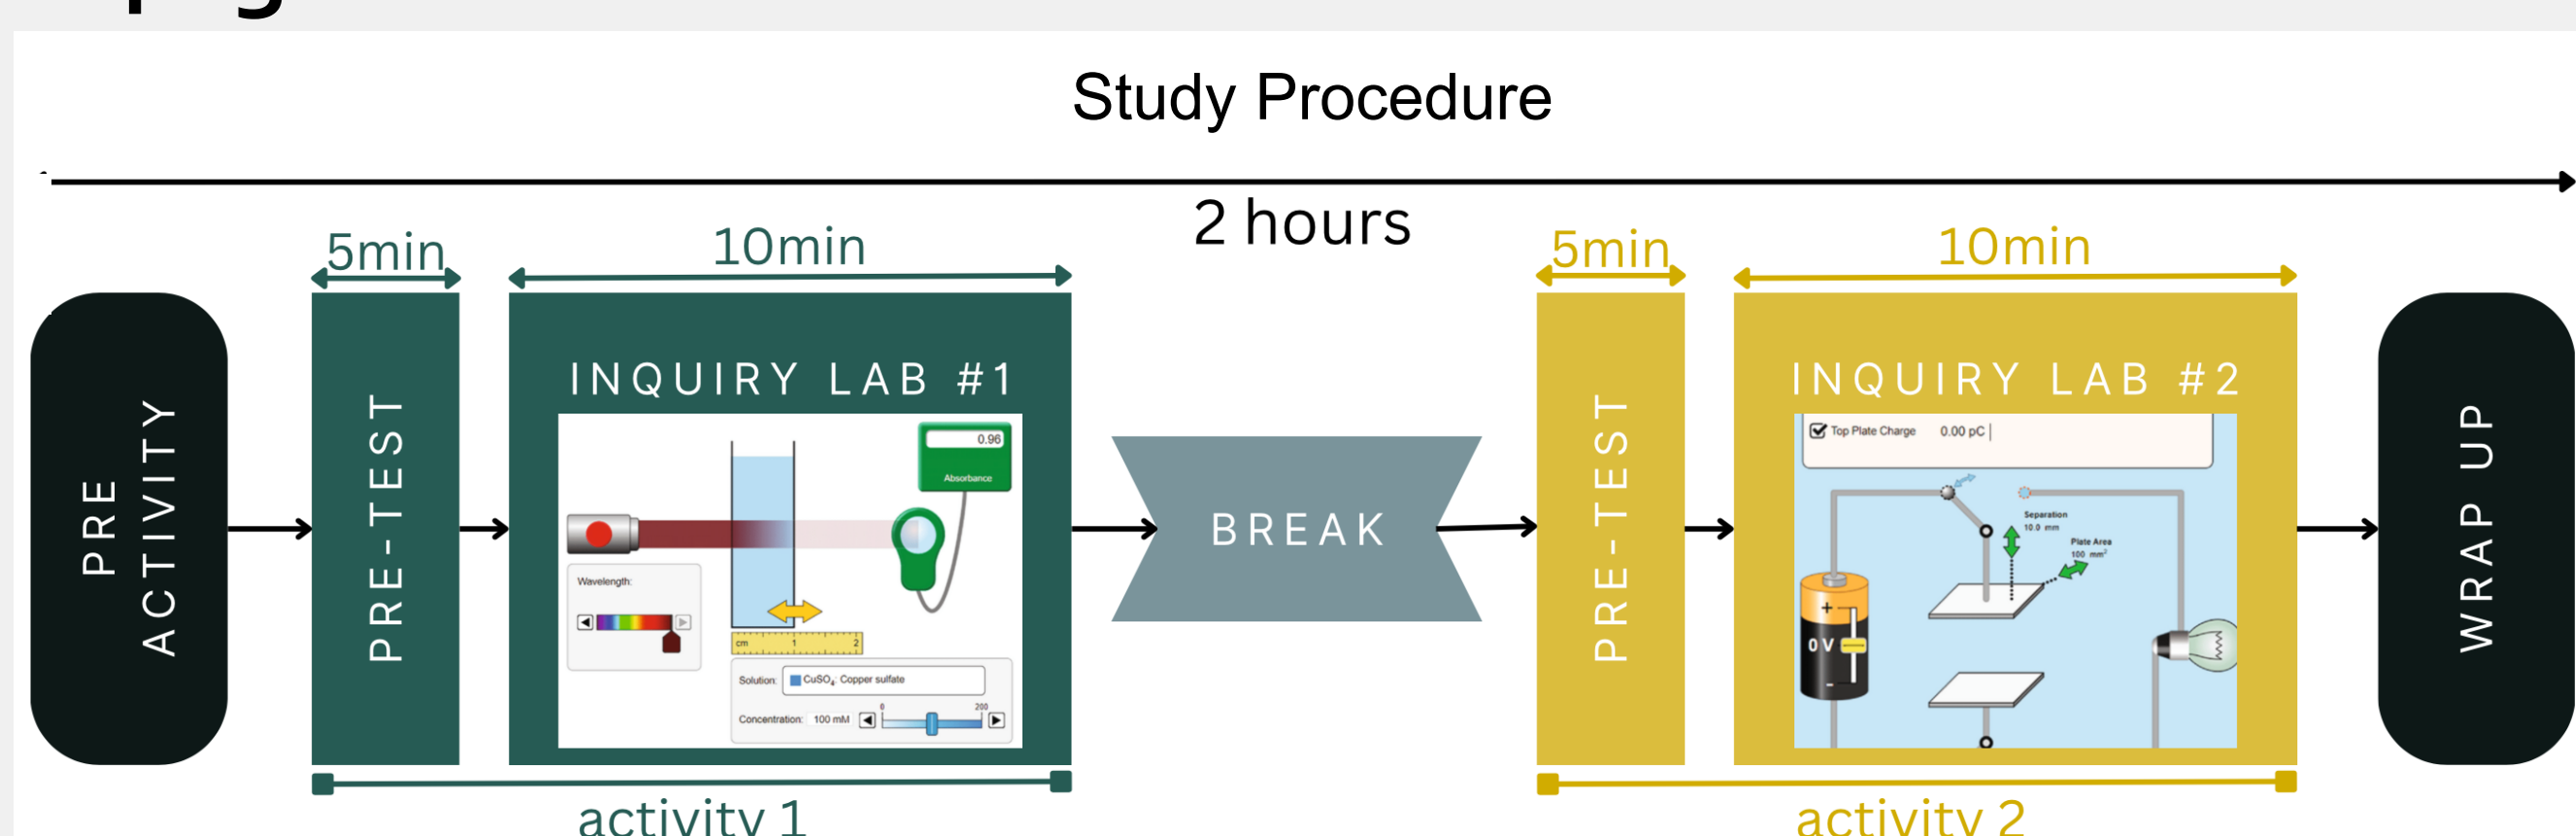 Study Procedure
2 hours
5min
10min
5min
10min
PRE
ACTIVITY
PRE-TEST
INQUIRY LAB #1
0.96
Absorbance
Wavelength:
cm 1 2
Solution: CuSO4: Copper sulfate
0 200
Concentration: 100 mM
BREAK
PRE-TEST
INQUIRY LAB #2
Top Plate Charge 0.00 pC
Separation
10.0 mm
Plate Area
100 mm²
+
0 V
-
WRAP UP
activity 1
activity 2